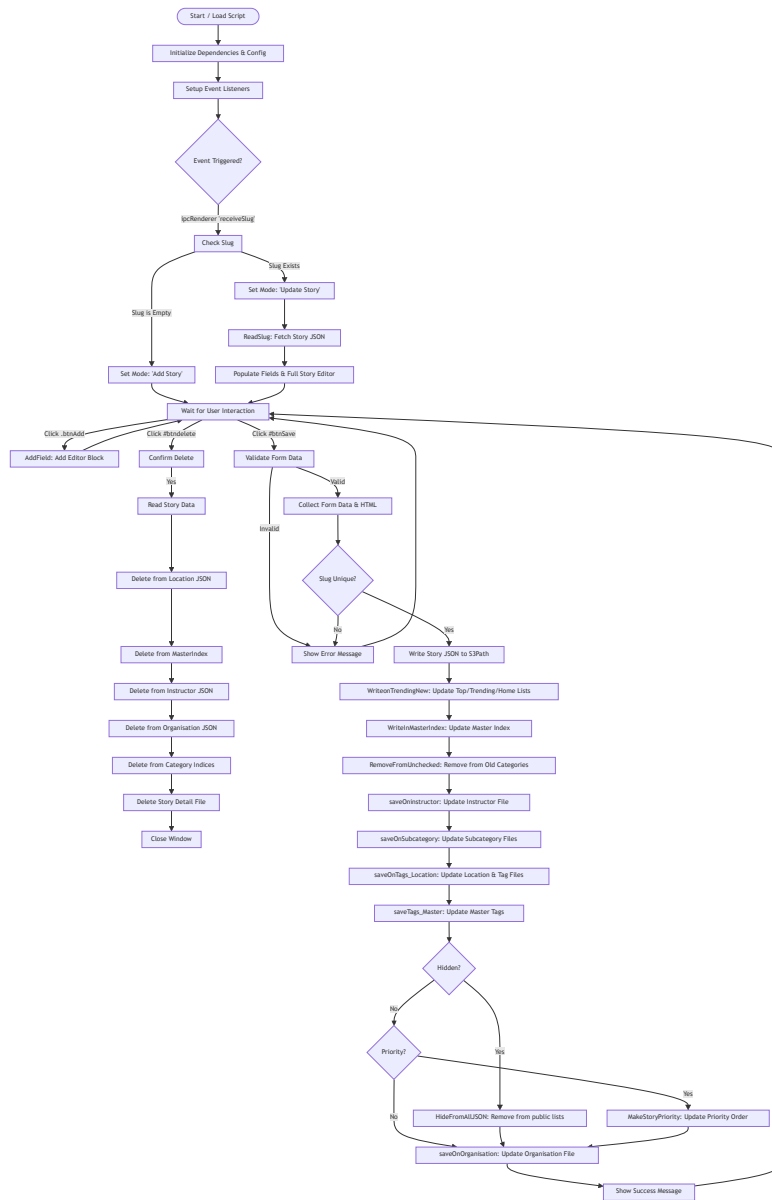 Start / Load Script
Initialize Dependencies & Config
Setup Event Listeners
Event Triggered?
ipcRenderer 'receiveSlug'
Check Slug
Slug Exists
Set Mode: 'Update Story'
Slug is Empty
ReadSlug: Fetch Story JSON
Set Mode: 'Add Story'
Populate Fields & Full Story Editor
Wait for User Interaction
Click .btnAdd
Click #btndelete
Click #btnSave
AddField: Add Editor Block
Confirm Delete
Validate Form Data
Yes
Valid
Read Story Data
Collect Form Data & HTML
Invalid
Delete from Location JSON
Slug Unique?
No
Yes
Delete from MasterIndex
Show Error Message
Write Story JSON to S3Path
Delete from Instructor JSON
WriteonTrendingNew: Update Top/Trending/Home Lists
Delete from Organisation JSON
WriteInMasterIndex: Update Master Index
Delete from Category Indices
RemoveFromUnchecked: Remove from Old Categories
Delete Story Detail File
saveOninstructor: Update Instructor File
Close Window
saveOnSubcategory: Update Subcategory Files
saveOnTags_Location: Update Location & Tag Files
saveTags_Master: Update Master Tags
Hidden?
No
Priority?
Yes
Yes
No
HideFromAllJSON: Remove from public lists
MakeStoryPriority: Update Priority Order
saveOnOrganisation: Update Organisation File
Show Success Message